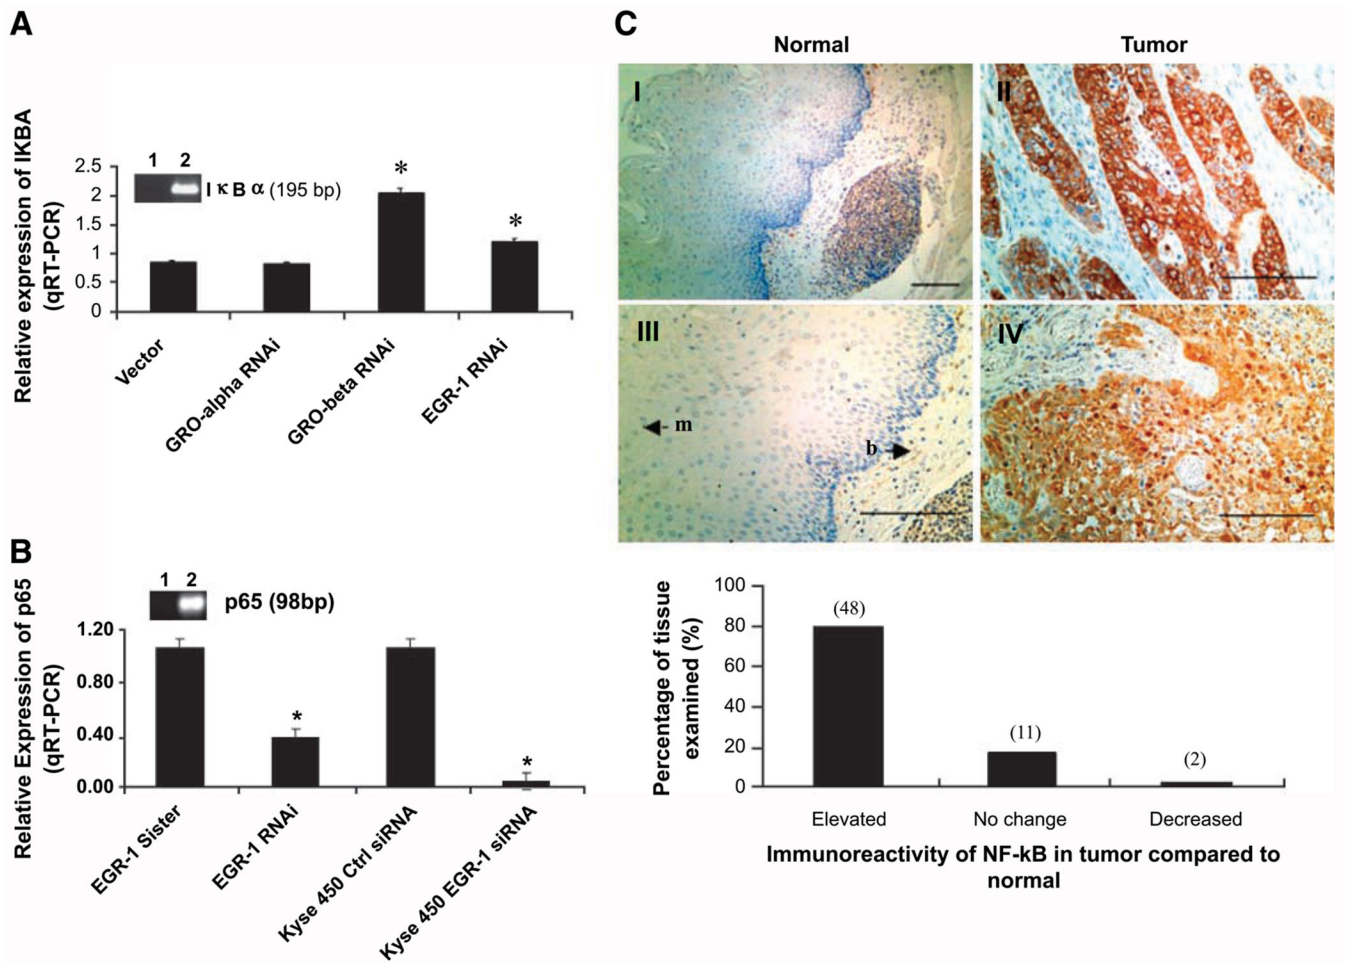 A
Relative expression of IKBA
(qRT-PCR)
2.5
2
1.5
1
0.5
0
1 2
IκBα (195 bp)
*
*
Vector
GRO-alpha RNAi
GRO-beta RNAi
EGR-1 RNAi
B
Relative Expression of p65
(qRT-PCR)
1.20
0.80
0.40
0.00
1 2
p65 (98bp)
*
*
EGR-1 Sister
EGR-1 RNAi
Kyse 450 Ctrl siRNA
Kyse 450 EGR-1 siRNA
C
Normal
Tumor
I
II
III
m
b
IV
Percentage of tissue
examined (%)
100
80
60
40
20
0
(48)
(11)
(2)
Elevated
No change
Decreased
Immunoreactivity of NF-kB in tumor compared to
normal